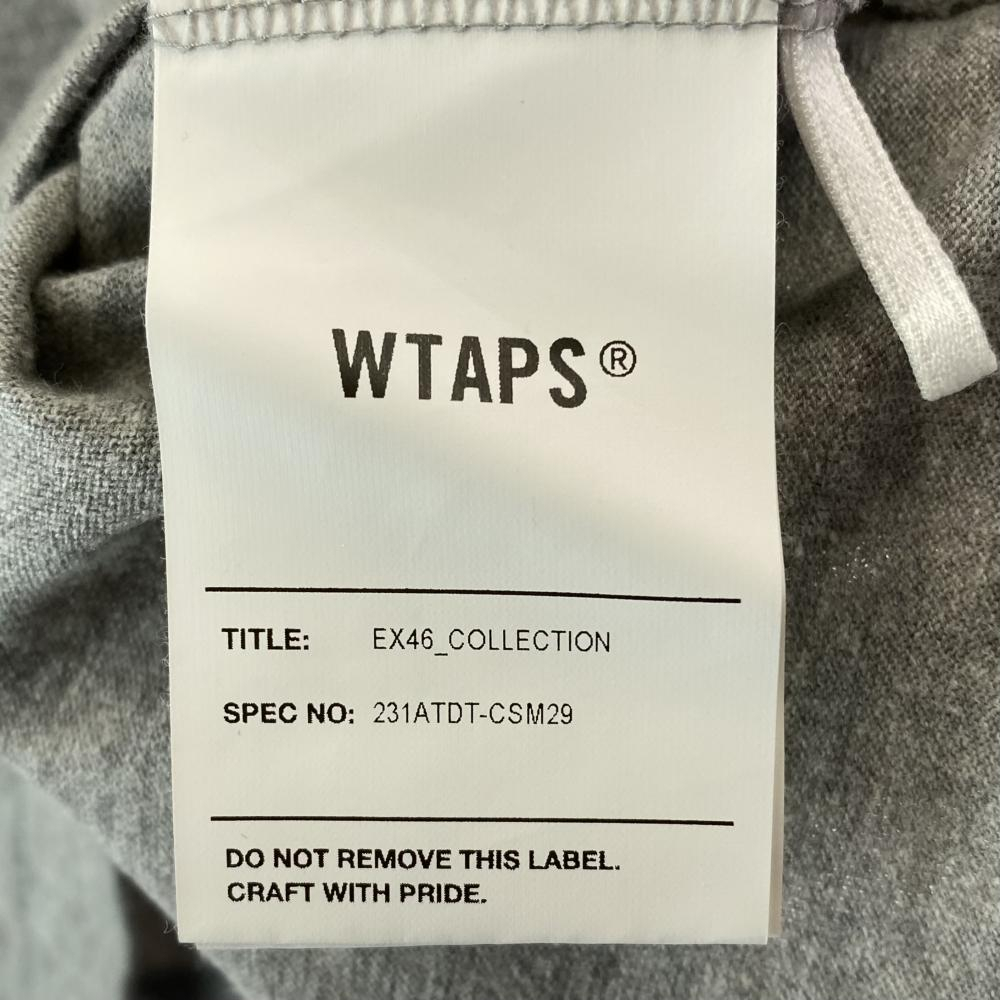 WTAPS®
TITLE: EX46_COLLECTION
SPEC NO: 231ATDT-CSM29
DO NOT REMOVE THIS LABEL.
CRAFT WITH PRIDE.